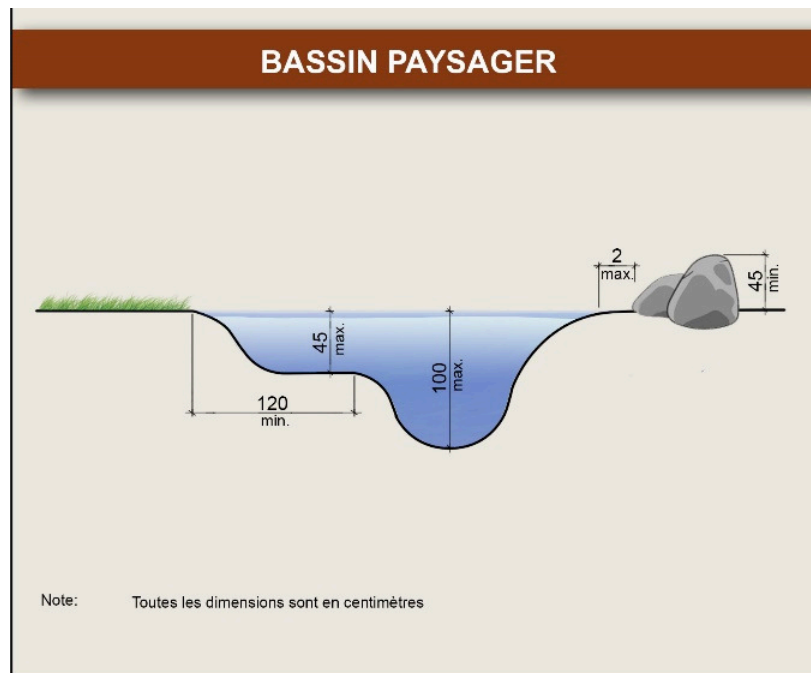 BASSIN PAYSAGER
2
max.
45
min.
45
max.
100
max.
120
min.
Note: Toutes les dimensions sont en centimètres